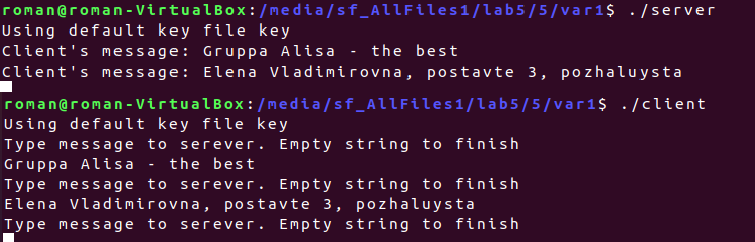 roman@roman-VirtualBox:/media/sf_AllFiles1/lab5/5/var1$ ./server
Using default key file key
Client's message: Gruppa Alisa - the best
Client's message: Elena Vladimirovna, postavte 3, pozhaluysta
roman@roman-VirtualBox:/media/sf_AllFiles1/lab5/5/var1$ ./client
Using default key file key
Type message to serever. Empty string to finish
Gruppa Alisa - the best
Type message to serever. Empty string to finish
Elena Vladimirovna, postavte 3, pozhaluysta
Type message to serever. Empty string to finish